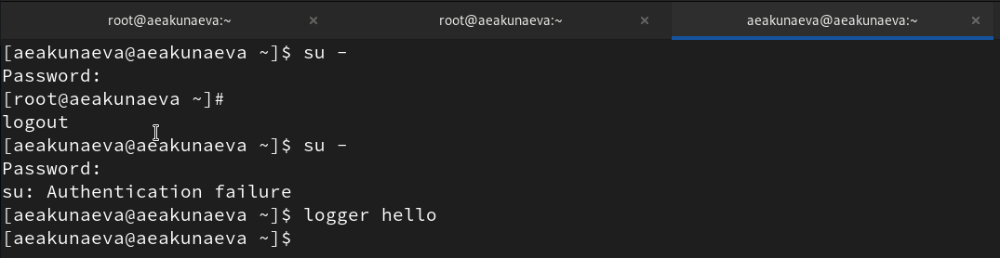 root@aeakunaeva:~ × root@aeakunaeva:~ × aeakunaeva@aeakunaeva:~ ×
[aeakunaeva@aeakunaeva ~]$ su -
Password:
[root@aeakunaeva ~]#
logout
[aeakunaeva@aeakunaeva ~]$ su -
Password:
su: Authentication failure
[aeakunaeva@aeakunaeva ~]$ logger hello
[aeakunaeva@aeakunaeva ~]$